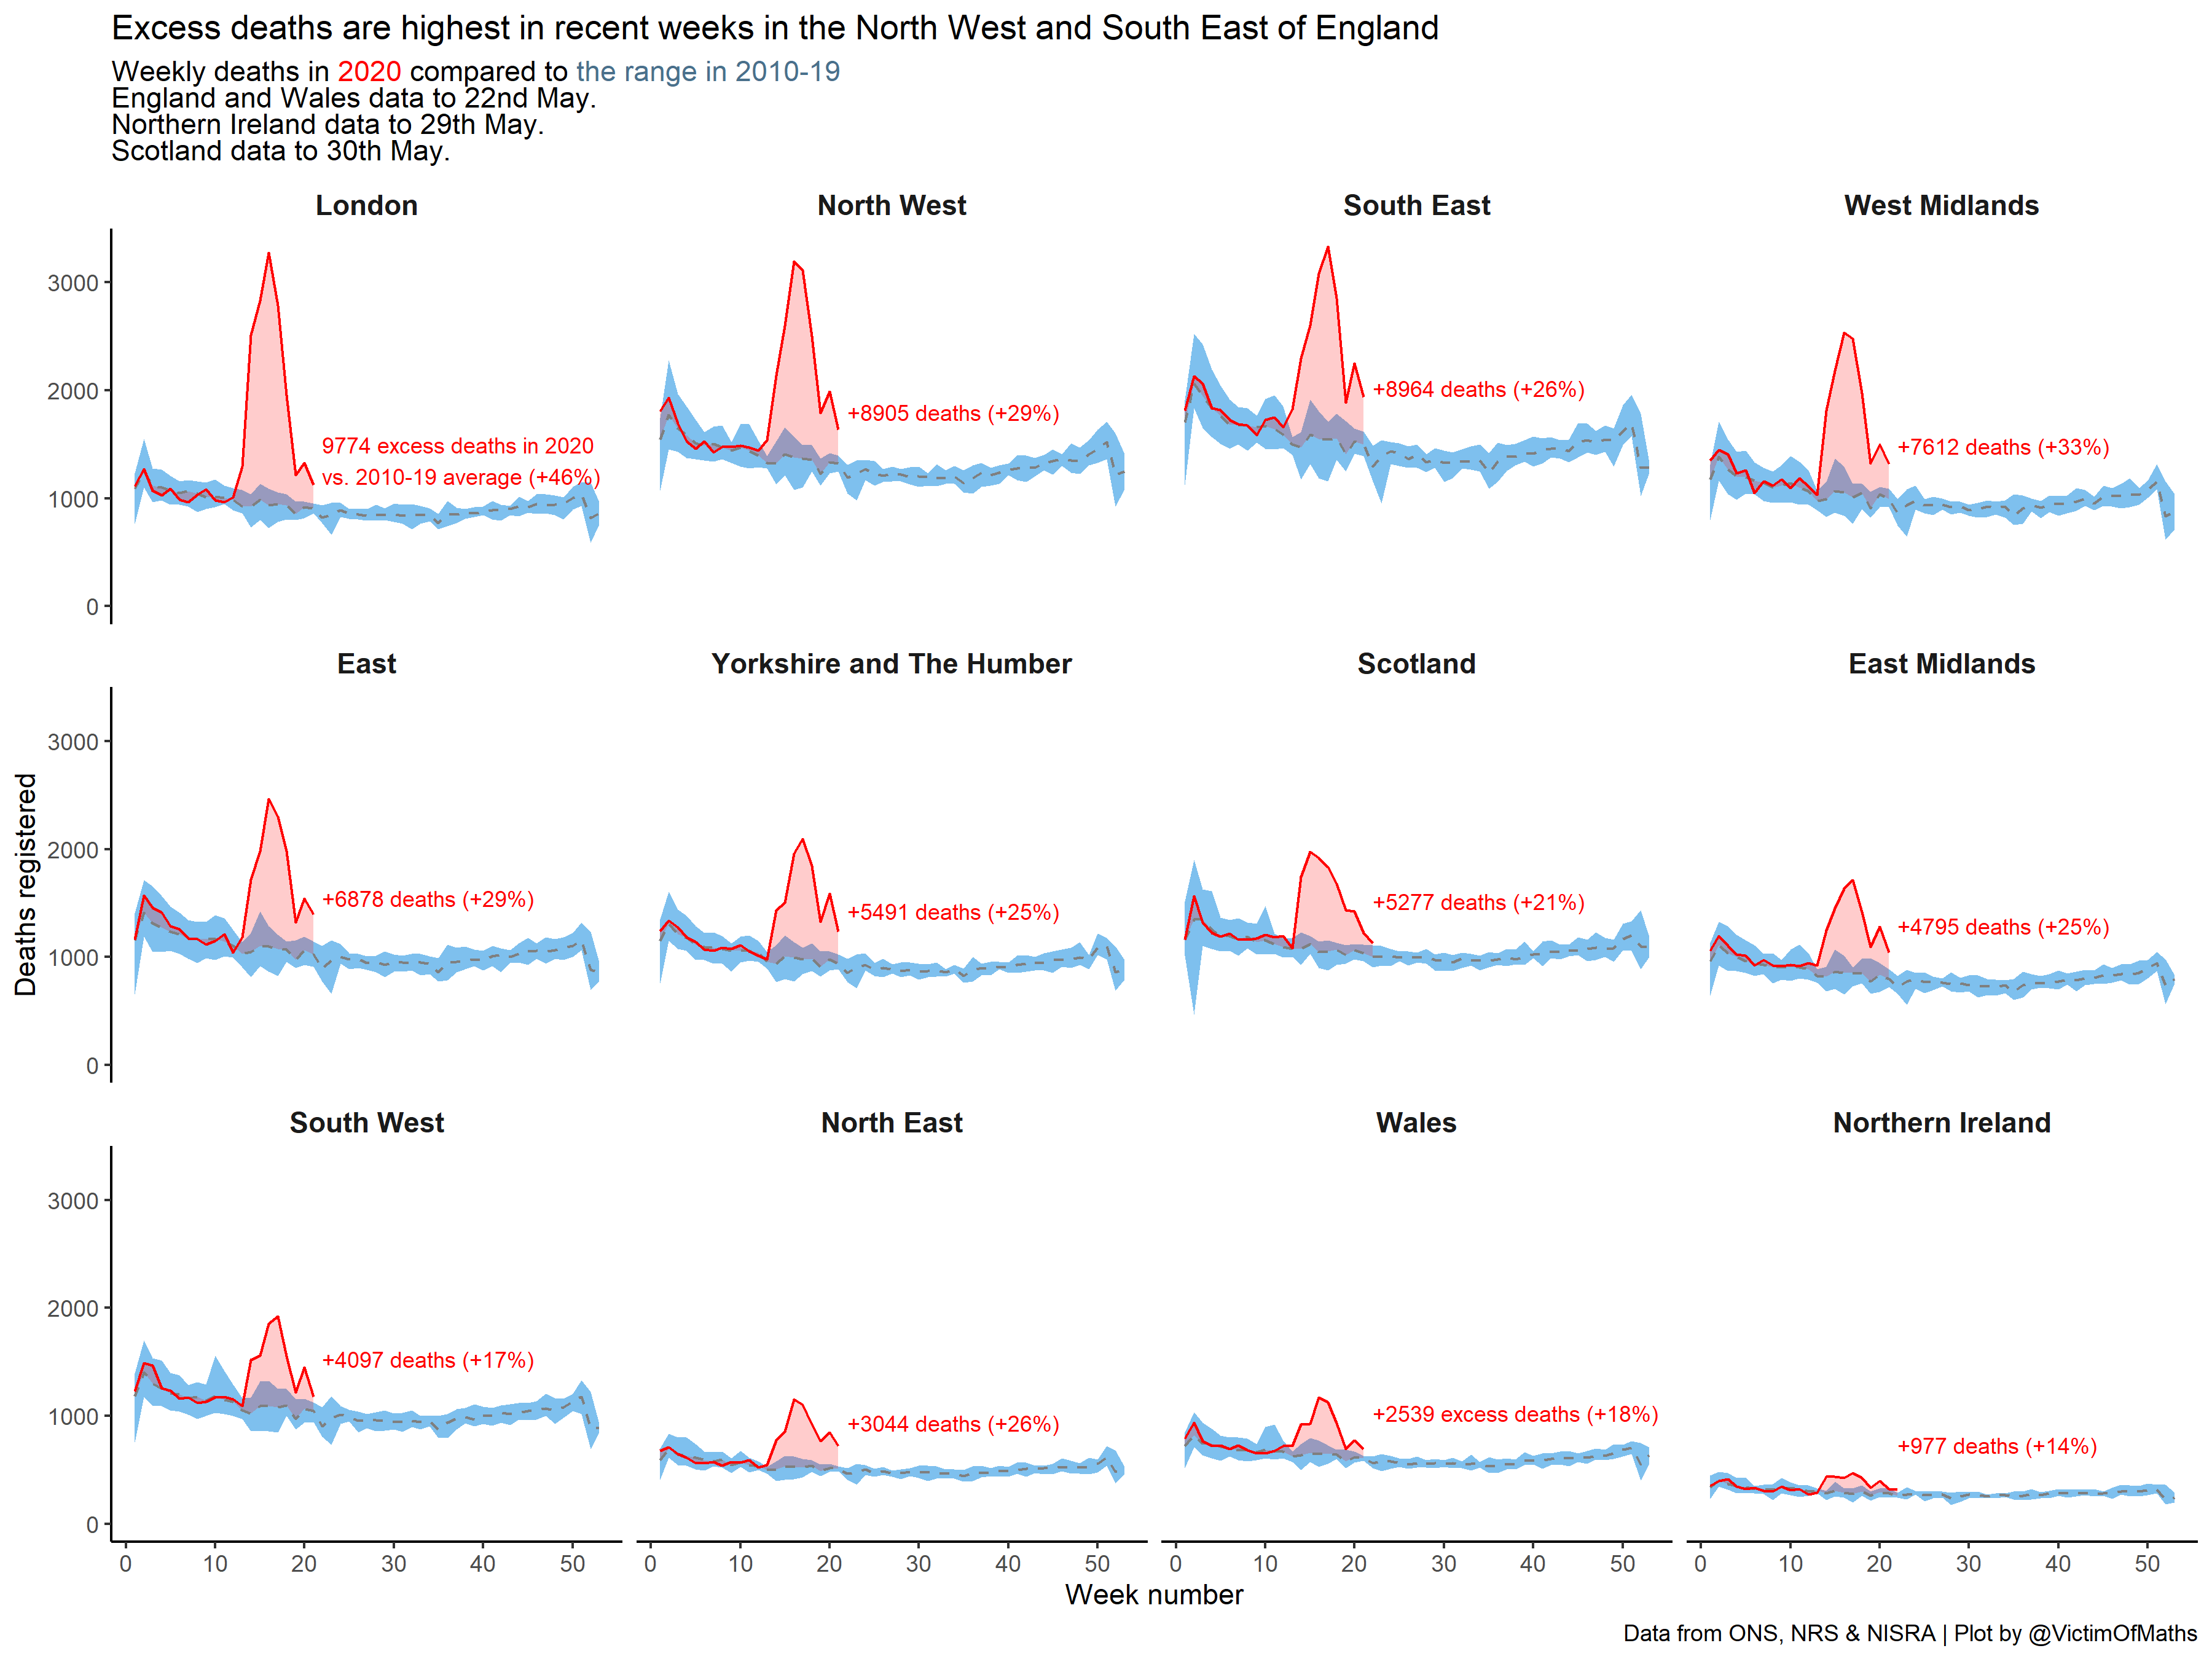 Excess deaths are highest in recent weeks in the North West and South East of England
Weekly deaths in 2020 compared to the range in 2010-19
England and Wales data to 22nd May.
Northern Ireland data to 29th May.
Scotland data to 30th May.
London
North West
South East
West Midlands
3000
2000
1000
0
9774 excess deaths in 2020
vs. 2010-19 average (+46%)
+8905 deaths (+29%)
+8964 deaths (+26%)
+7612 deaths (+33%)
East
Yorkshire and The Humber
Scotland
East Midlands
Deaths registered
3000
2000
1000
0
+6878 deaths (+29%)
+5491 deaths (+25%)
+5277 deaths (+21%)
+4795 deaths (+25%)
South West
North East
Wales
Northern Ireland
3000
2000
1000
0
+4097 deaths (+17%)
+3044 deaths (+26%)
+2539 excess deaths (+18%)
+977 deaths (+14%)
0 10 20 30 40 50
0 10 20 30 40 50
0 10 20 30 40 50
0 10 20 30 40 50
Week number
Data from ONS, NRS & NISRA | Plot by @VictimOfMaths